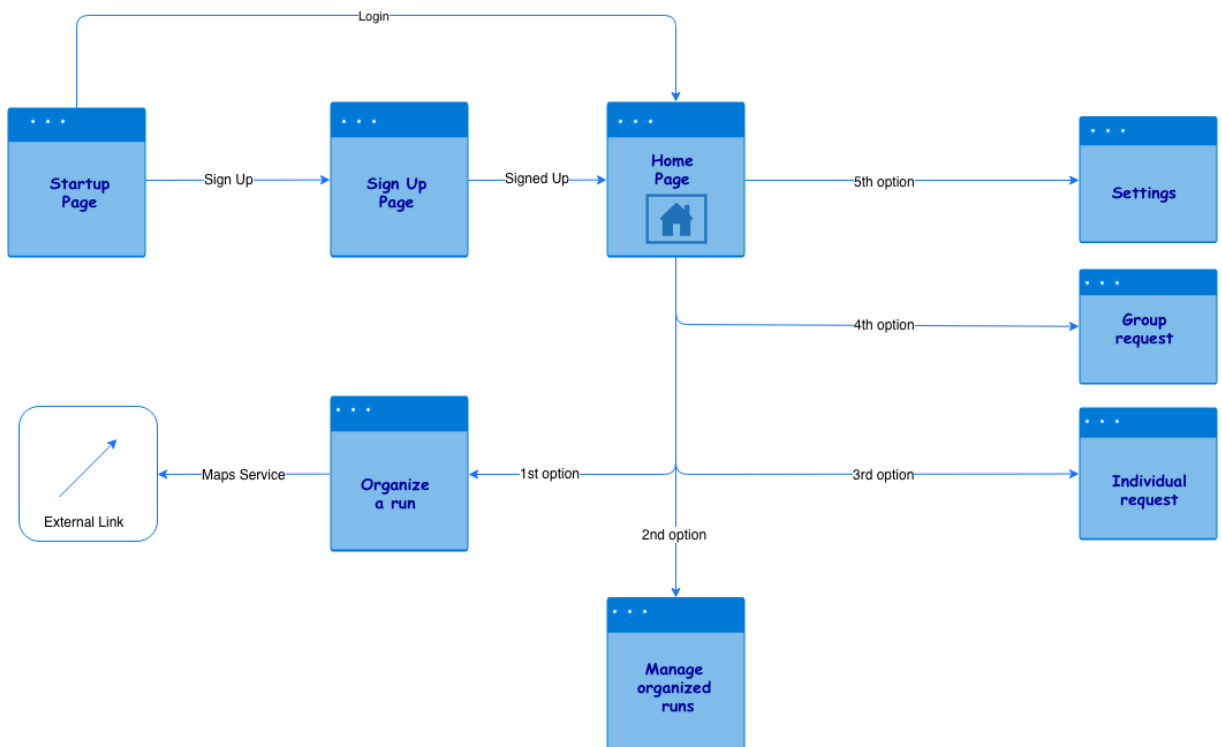 Login
Startup
Page
Sign Up
Sign Up
Page
Signed Up
Home
Page
5th option
Settings
4th option
Group
request
External Link
Maps Service
Organize
a run
1st option
3rd option
Individual
request
2nd option
Manage
organized
runs